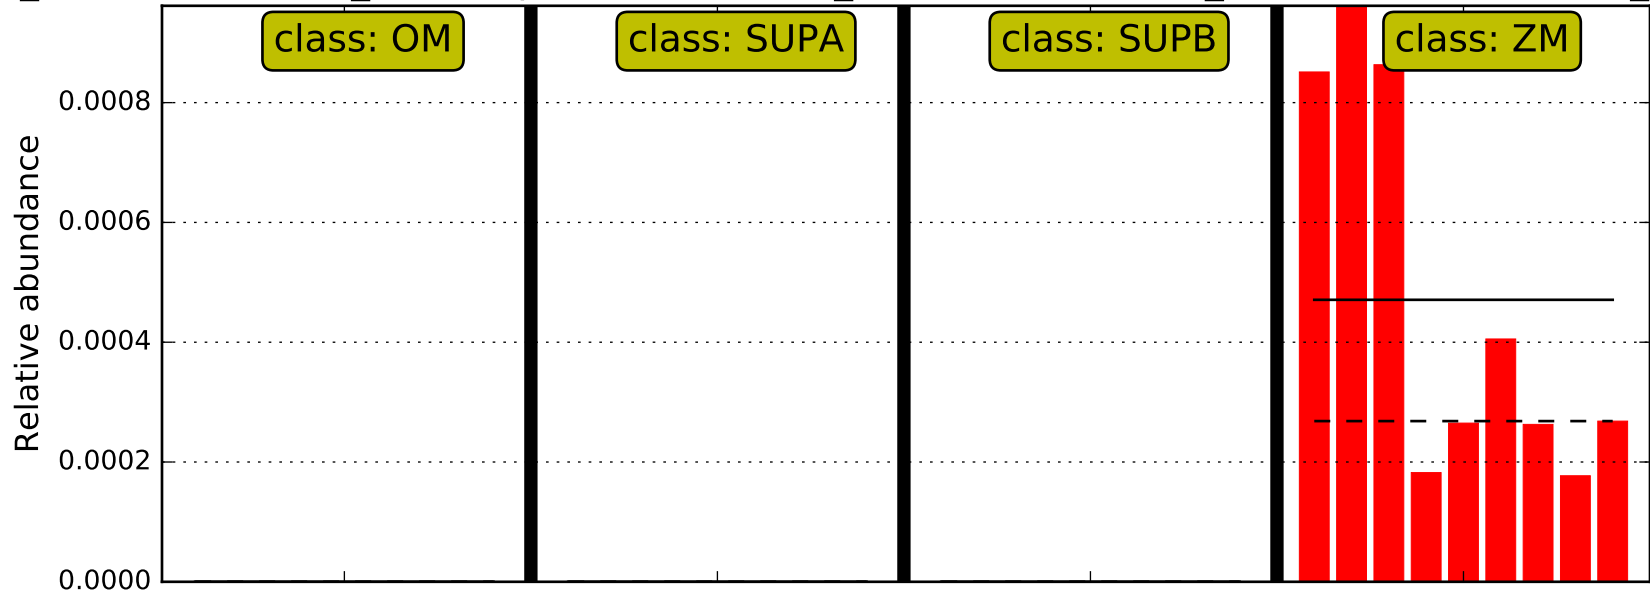 class: OM
class: SUPA
class: SUPB
class: ZM
Relative abundance
0.0008
0.0006
0.0004
0.0002
0.0000